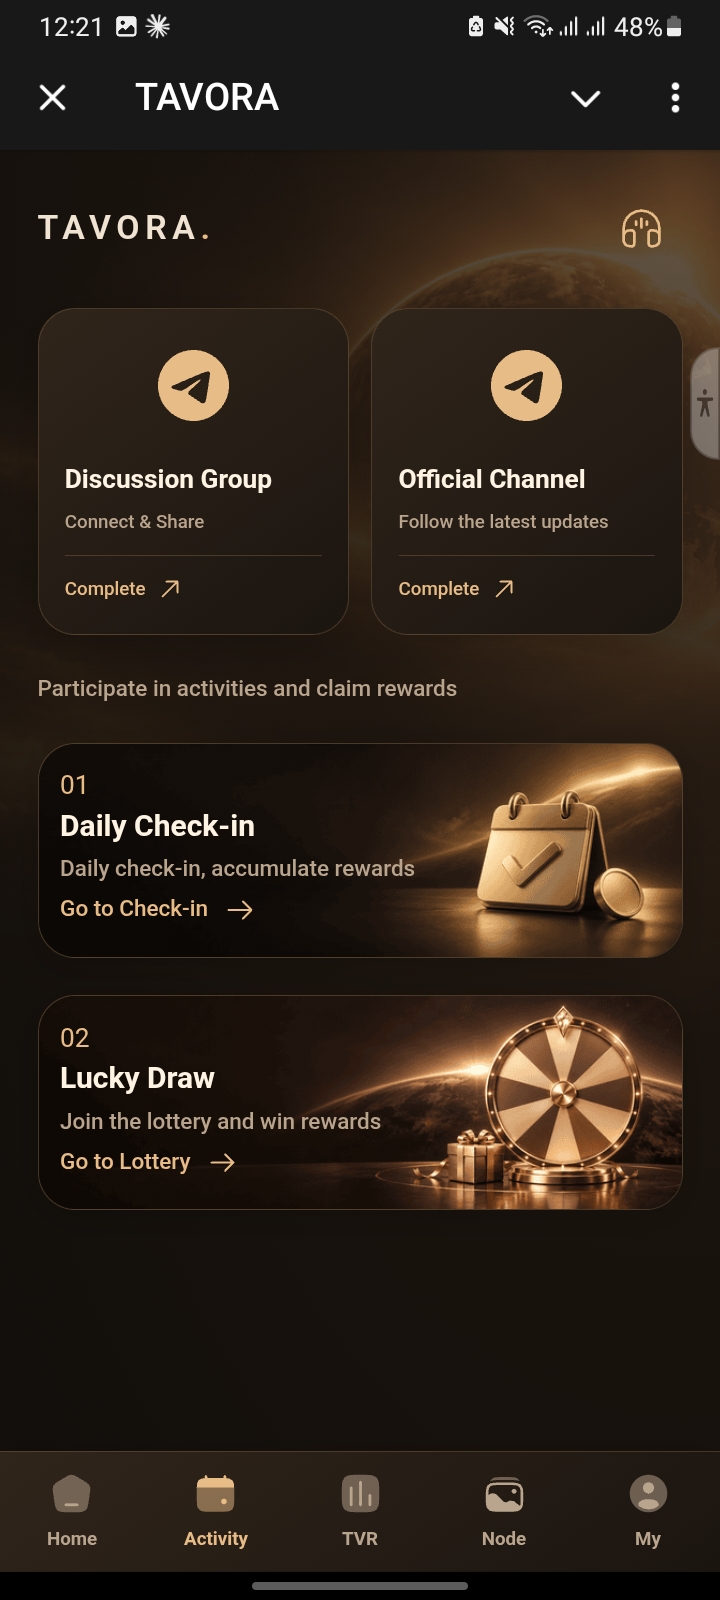 12:21
48%
TAVORA
TAVORA.
Discussion Group
Connect & Share
Complete
Official Channel
Follow the latest updates
Complete
Participate in activities and claim rewards
01
Daily Check-in
Daily check-in, accumulate rewards
Go to Check-in
02
Lucky Draw
Join the lottery and win rewards
Go to Lottery
Home
Activity
TVR
Node
My